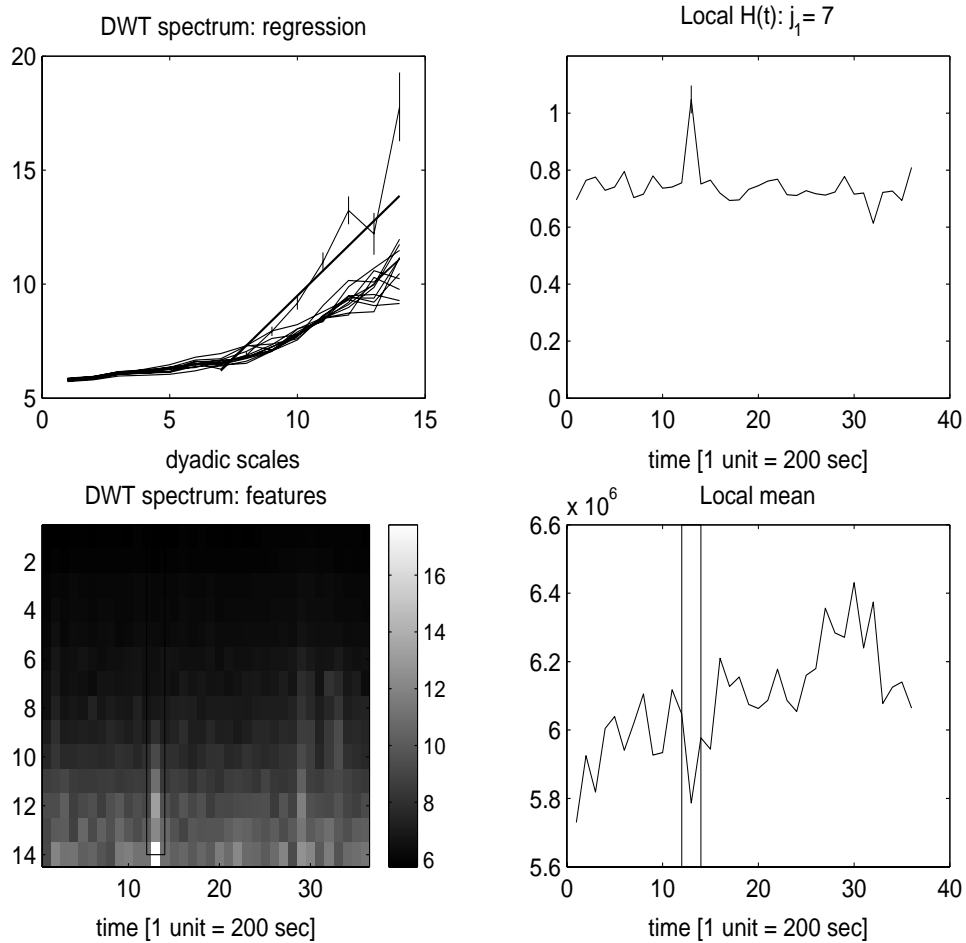 DWT spectrum: regression
20
15
10
5
0 5 10 15
dyadic scales
Local H(t): j_1= 7
1
0.8
0.6
0.4
0.2
0
0 10 20 30 40
time [1 unit = 200 sec]
DWT spectrum: features
2
4
6
8
10
12
14
10 20 30
time [1 unit = 200 sec]
16
14
12
10
8
6
x 10^6
Local mean
6.6
6.4
6.2
6
5.8
5.6
0 10 20 30 40
time [1 unit = 200 sec]